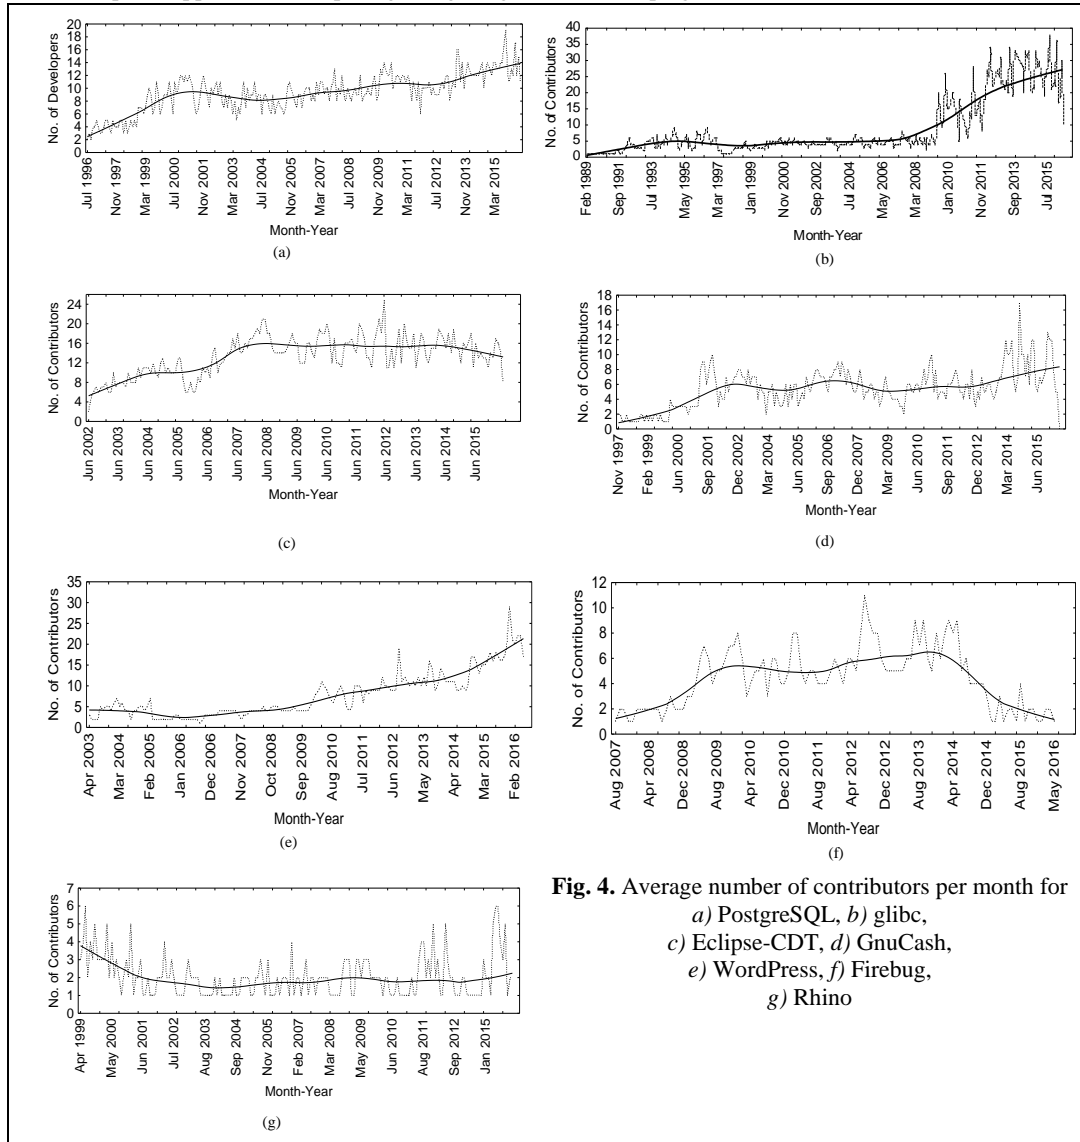 20
18
16
14
12
10
8
6
4
2
0
No. of Developers
Jul 1996
Nov 1997
Mar 1999
Jul 2000
Nov 2001
Mar 2003
Jul 2004
Nov 2005
Mar 2007
Jul 2008
Nov 2009
Mar 2011
Jul 2012
Nov 2013
Mar 2015
Month-Year
(a)
40
35
30
25
20
15
10
5
0
No. of Contributors
Feb 1989
Sep 1991
Jul 1993
May 1995
Mar 1997
Jan 1999
Nov 2000
Sep 2002
Jul 2004
May 2006
Mar 2008
Jan 2010
Nov 2011
Sep 2013
Jul 2015
Month-Year
(b)
24
20
16
12
8
4
0
No. of Contributors
Jun 2002
Jun 2003
Jun 2004
Jun 2005
Jun 2006
Jun 2007
Jun 2008
Jun 2009
Jun 2010
Jun 2011
Jun 2012
Jun 2013
Jun 2014
Jun 2015
Month-Year
(c)
18
16
14
12
10
8
6
4
2
0
No. of Contributors
Nov 1997
Feb 1999
Jun 2000
Sep 2001
Dec 2002
Mar 2004
Jun 2005
Sep 2006
Dec 2007
Mar 2009
Jun 2010
Sep 2011
Dec 2012
Mar 2014
Jun 2015
Month-Year
(d)
35
30
25
20
15
10
5
0
No. of Contributors
Apr 2003
Mar 2004
Feb 2005
Jan 2006
Dec 2006
Nov 2007
Oct 2008
Sep 2009
Aug 2010
Jul 2011
Jun 2012
May 2013
Apr 2014
Mar 2015
Feb 2016
Month-Year
(e)
12
10
8
6
4
2
0
No. of Contributors
Aug 2007
Apr 2008
Dec 2008
Aug 2009
Apr 2010
Dec 2010
Aug 2011
Apr 2012
Dec 2012
Aug 2013
Apr 2014
Dec 2014
Aug 2015
May 2016
Month-Year
(f)
7
6
5
4
3
2
1
0
No. of Contributors
Apr 1999
May 2000
Jun 2001
Jul 2002
Aug 2003
Sep 2004
Nov 2005
Feb 2007
Mar 2008
May 2009
Jun 2010
Aug 2011
Sep 2012
Jan 2015
Month-Year
(g)
Fig. 4. Average number of contributors per month for
a) PostgreSQL, b) glibc,
c) Eclipse-CDT, d) GnuCash,
e) WordPress, f) Firebug,
g) Rhino